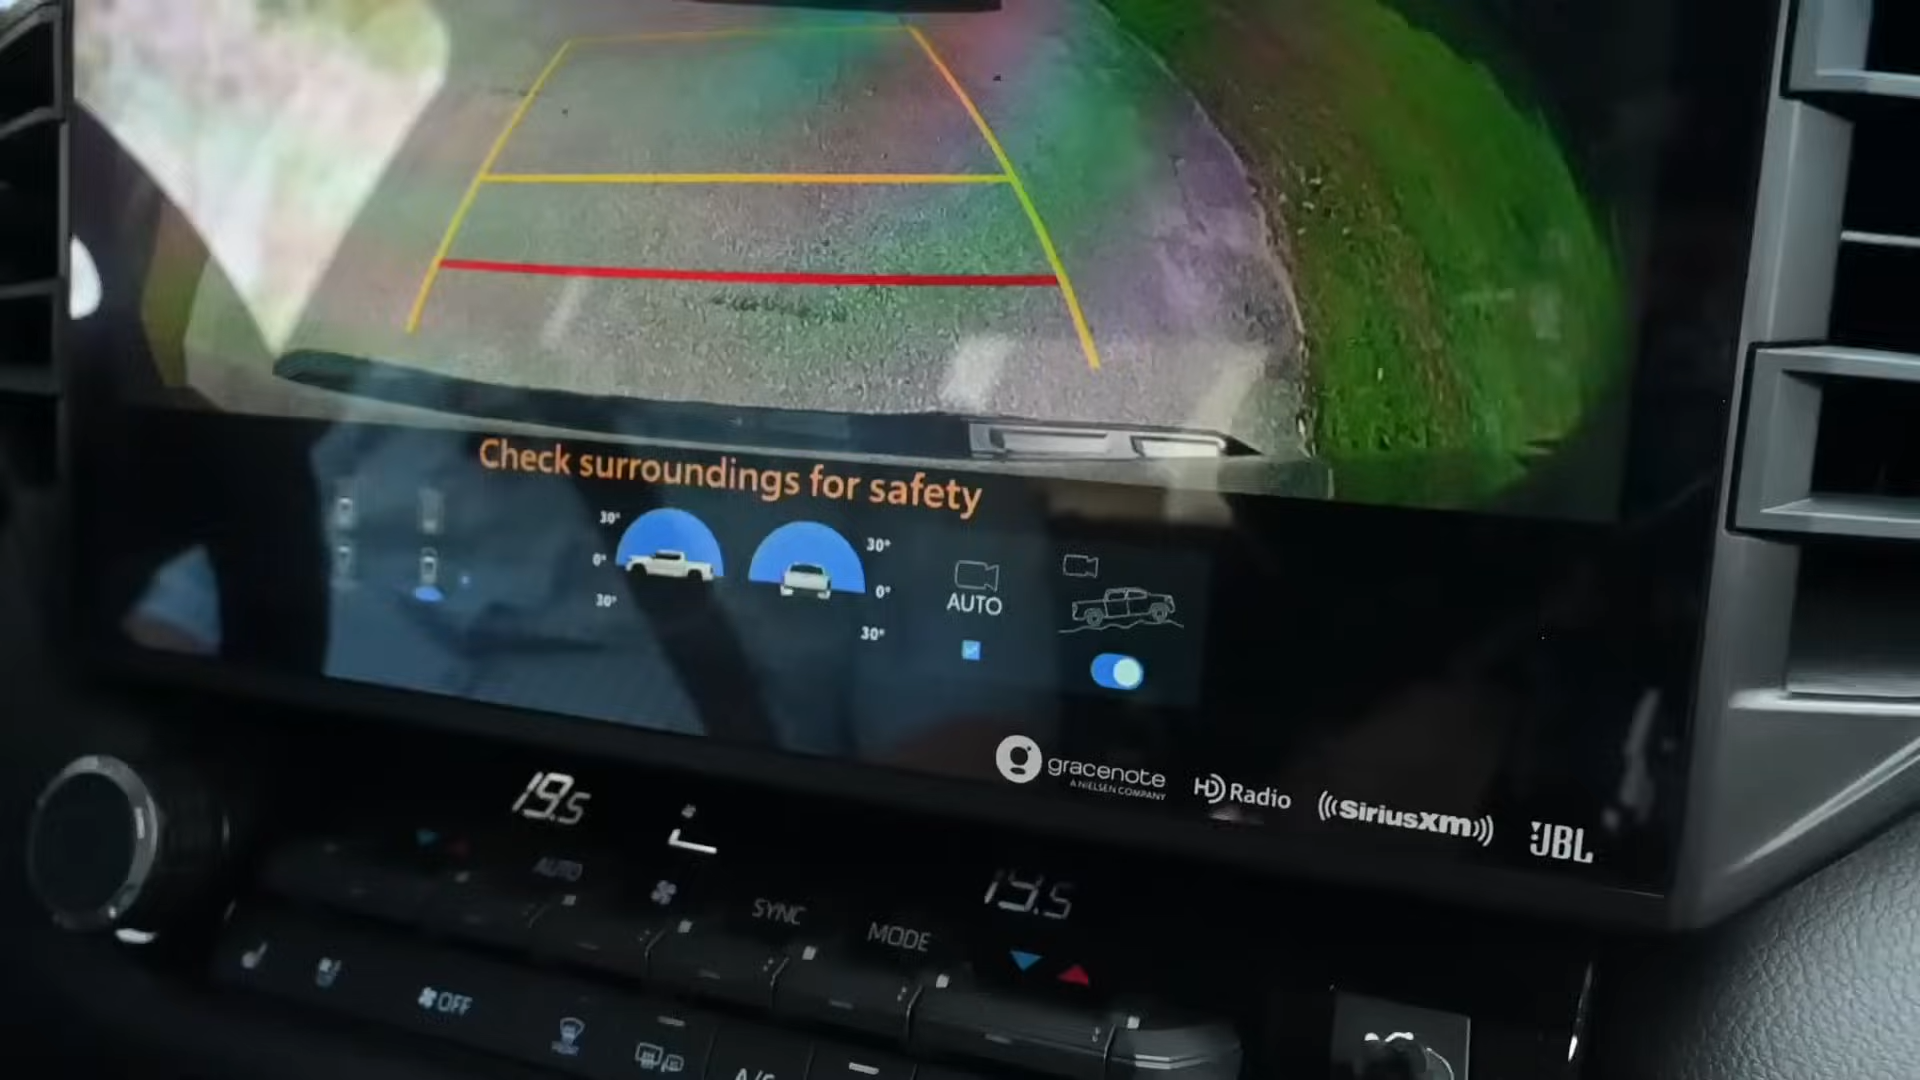 Check surroundings for safety
30°
0°
30°
30°
0°
30°
AUTO
gracenote
A NIELSEN COMPANY
HD Radio
SiriusXM
JBL
19.5
19.5
AUTO
SYNC
MODE
OFF
FRONT
A/C